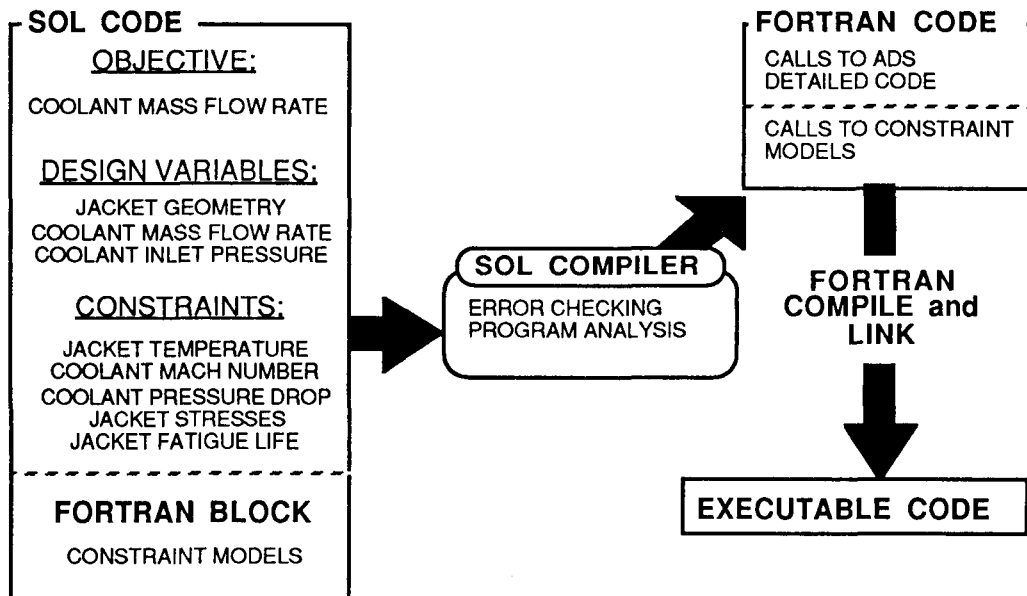 SOL CODE
OBJECTIVE:
COOLANT MASS FLOW RATE
DESIGN VARIABLES:
JACKET GEOMETRY
COOLANT MASS FLOW RATE
COOLANT INLET PRESSURE
CONSTRAINTS:
JACKET TEMPERATURE
COOLANT MACH NUMBER
COOLANT PRESSURE DROP
JACKET STRESSES
JACKET FATIGUE LIFE
FORTRAN BLOCK
CONSTRAINT MODELS
SOL COMPILER
ERROR CHECKING
PROGRAM ANALYSIS
FORTRAN CODE
CALLS TO ADS
DETAILED CODE
CALLS TO CONSTRAINT
MODELS
FORTRAN
COMPILE and
LINK
EXECUTABLE CODE